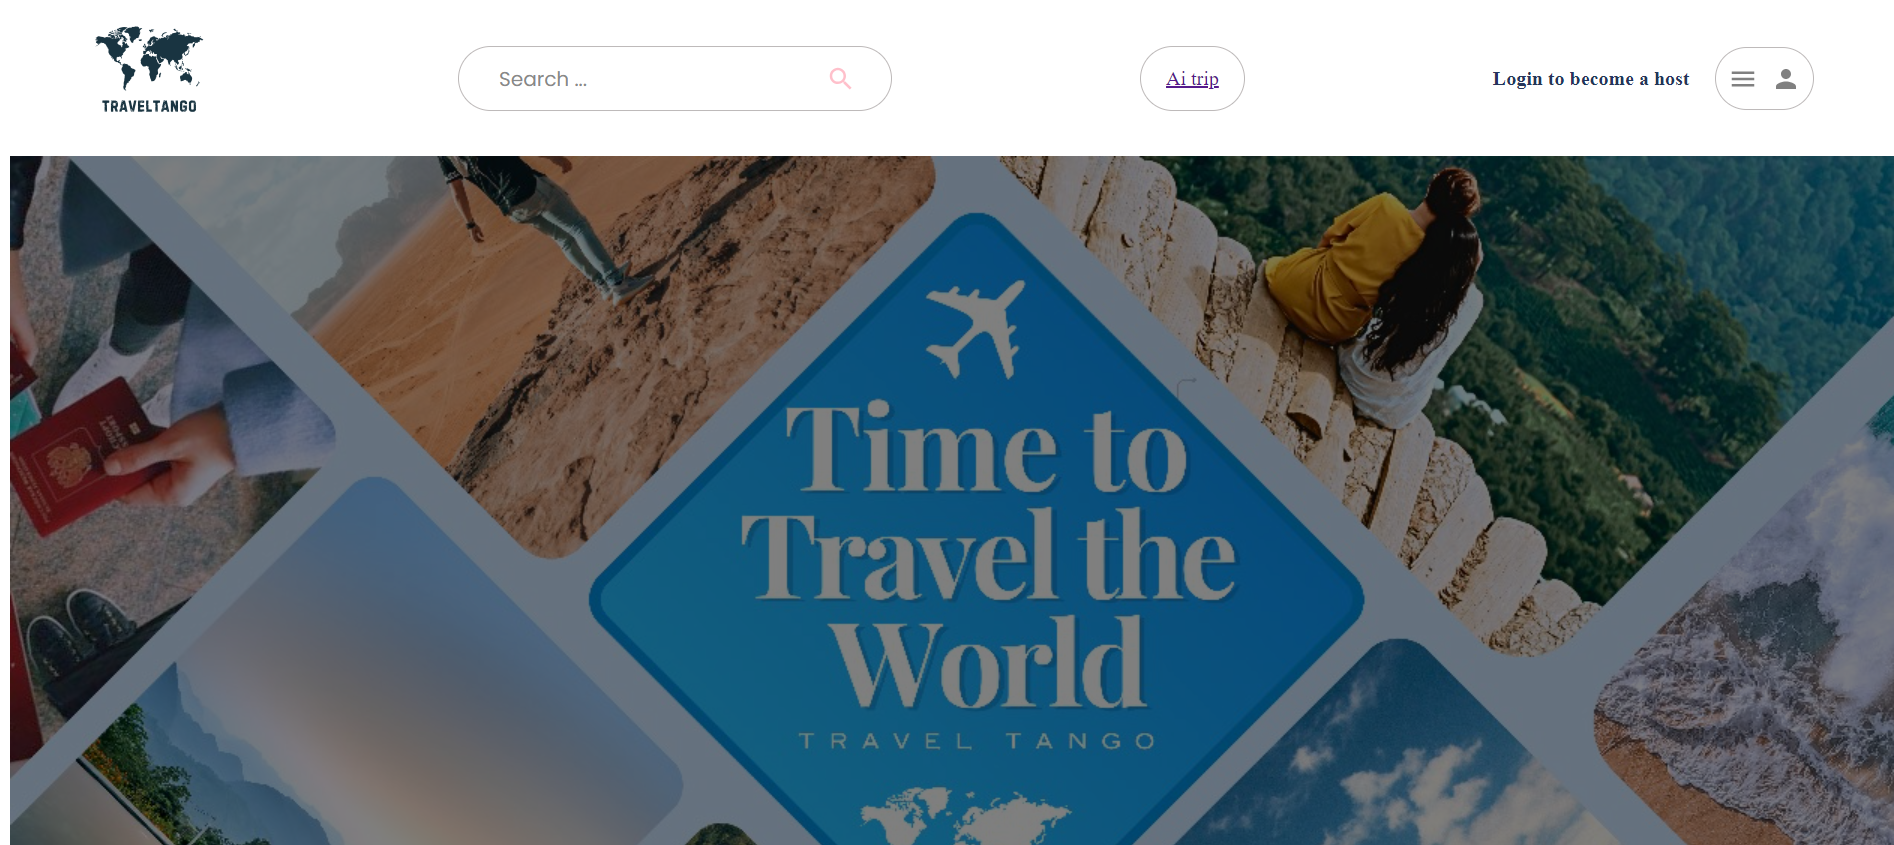 TRAVELTANGO
Search ...
Ai trip
Login to become a host
Time to
Travel the
World
TRAVEL TANGO